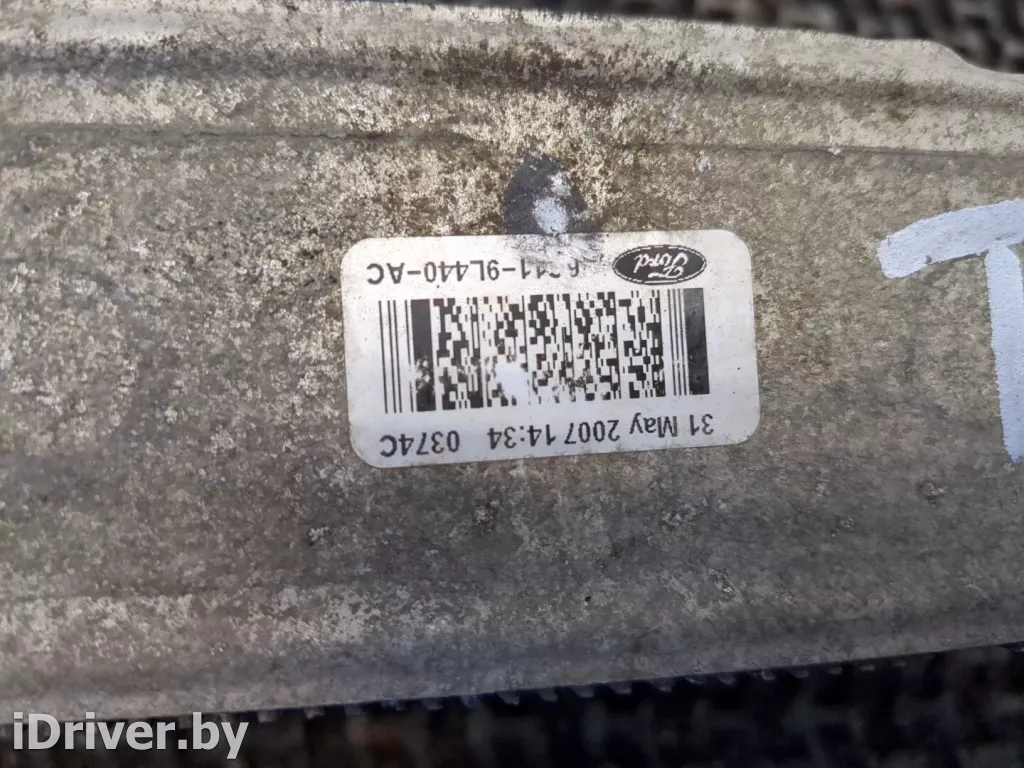 Ford
9L440-AC
31 May 2007 14:34 0374C
T
iDriver.by